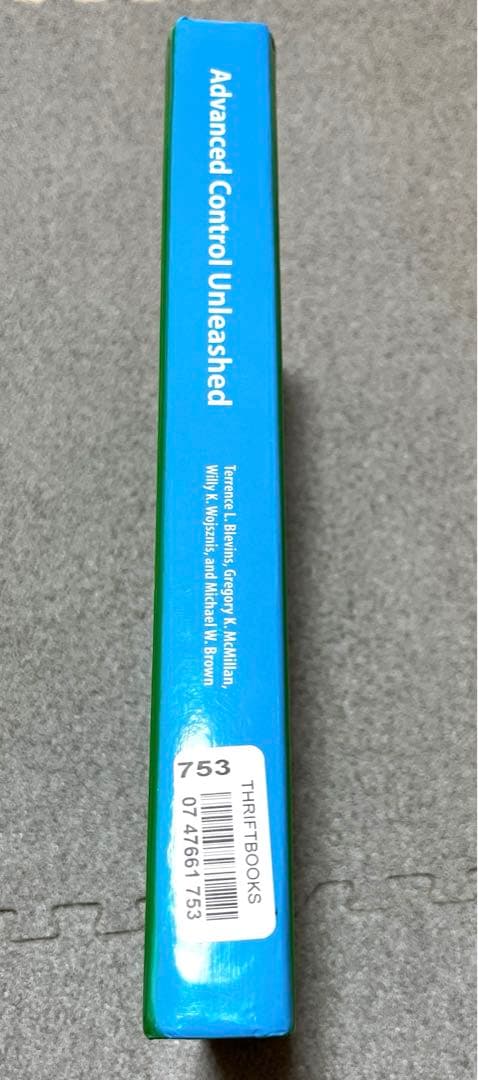 Advanced Control Unleashed
Terrence L. Blevins, Gregory K. McMillan,
Willy K. Wojsznis, and Michael W. Brown
753
THRIFTBOOKS
07 47661 753